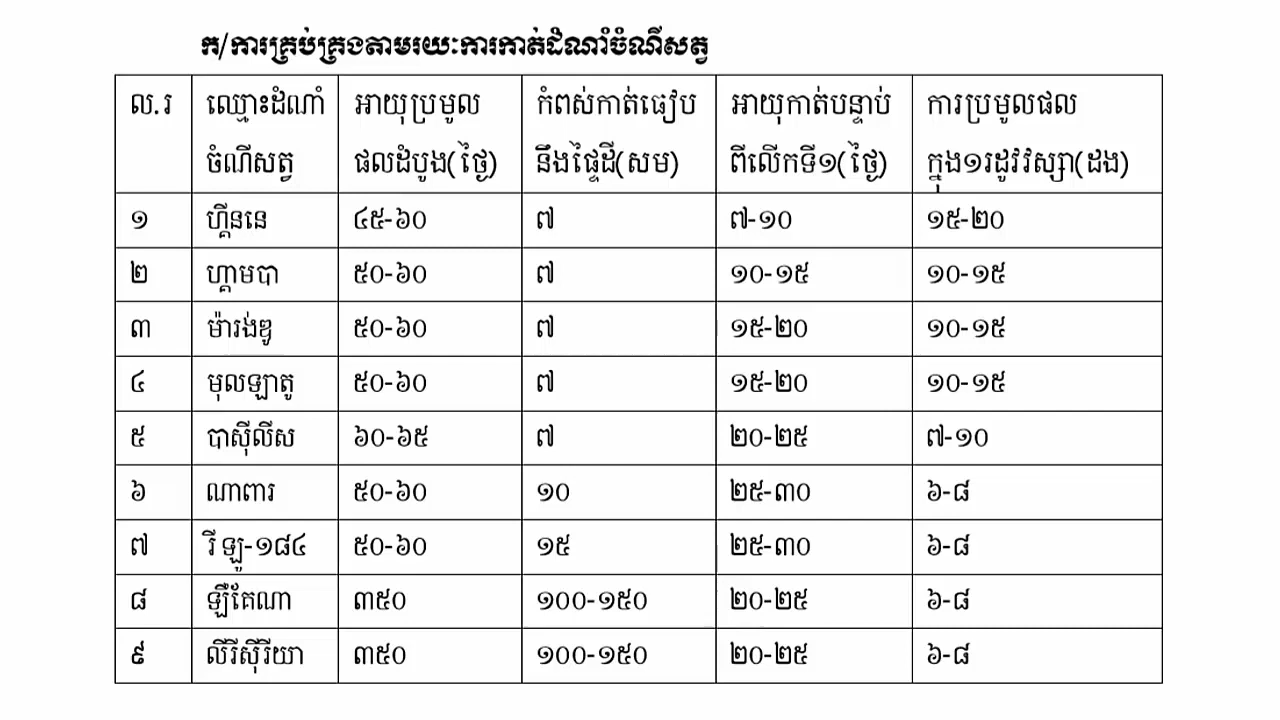 ក/ការគ្រប់គ្រងតាមរយៈការកាត់ដំណាំចំណីសត្វ
ល.រ ឈ្មោះដំណាំ អាយុប្រមូល កំពស់កាត់ធៀប អាយុកាត់បន្ទាប់ ការប្រមូលផល
ចំណីសត្វ ផលដំបូង(ថ្ងៃ) នឹងផ្ទៃដី(សម) ពីលើកទី១(ថ្ងៃ) ក្នុង១រដូវវស្សា(ដង)
១ ហ្គីននេ ៤៥-៦០ ៧ ៧-១០ ១៥-២០
២ ហ្គាមបា ៥០-៦០ ៧ ១០-១៥ ១០-១៥
៣ ម៉ារង់ឌូ ៥០-៦០ ៧ ១៥-២០ ១០-១៥
៤ មុលឡាតូ ៥០-៦០ ៧ ១៥-២០ ១០-១៥
៥ បាស៊ីលីស ៦០-៦៥ ៧ ២០-២៥ ៧-១០
៦ ណាពារ ៥០-៦០ ១០ ២៥-៣០ ៦-៨
៧ រីឡូ-១៨៤ ៥០-៦០ ១៥ ២៥-៣០ ៦-៨
៨ ឡឺគែណា ៣៥០ ១០០-១៥០ ២០-២៥ ៦-៨
៩ លីរីស៊ីរីយា ៣៥០ ១០០-១៥០ ២០-២៥ ៦-៨